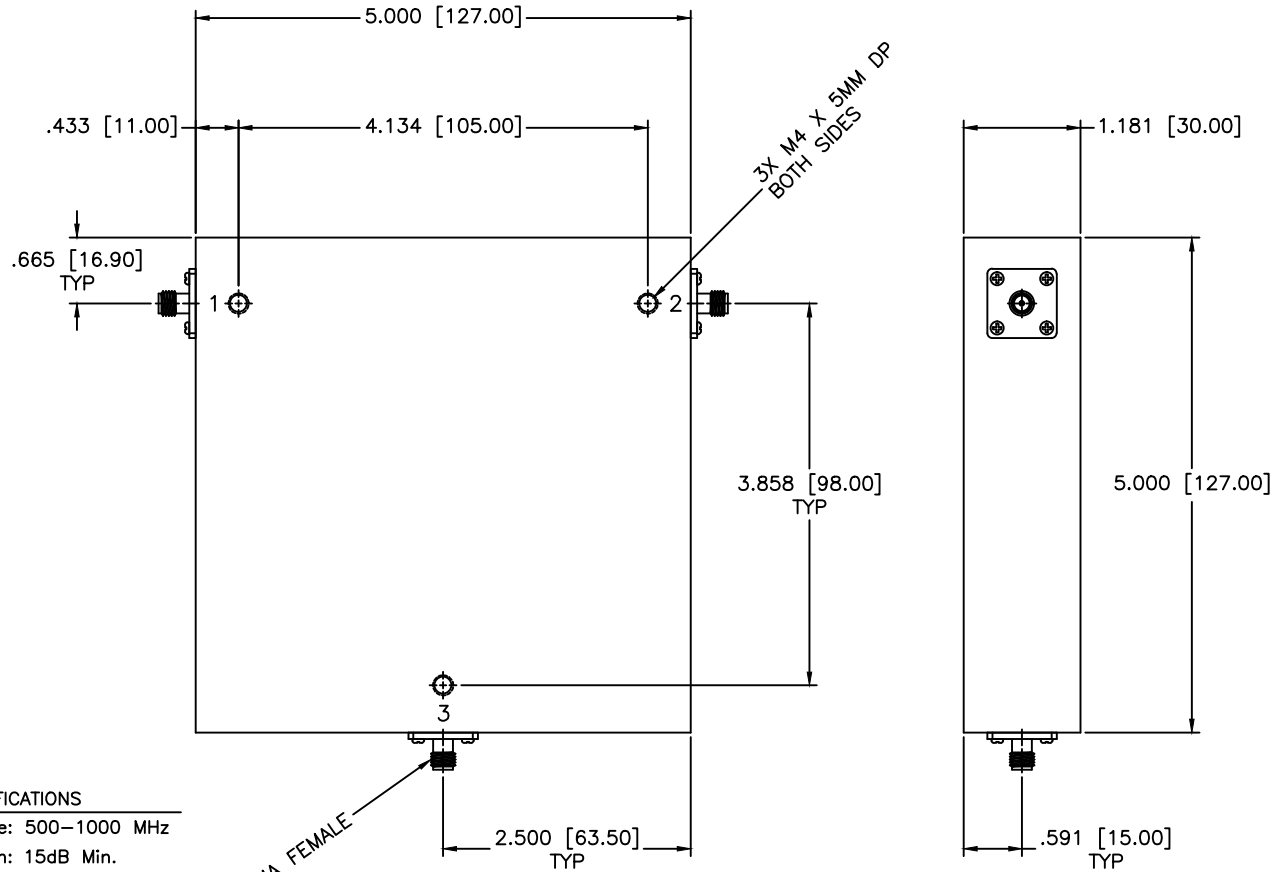 5.000 [127.00]
.433 [11.00]
4.134 [105.00]
3X M4 X 5MM DP
BOTH SIDES
1.181 [30.00]
.665 [16.90]
TYP
1
2
3.858 [98.00]
TYP
5.000 [127.00]
3
FICATIONS
e: 500-1000 MHz
n: 15dB Min.
FEMALE
2.500 [63.50]
TYP
.591 [15.00]
TYP